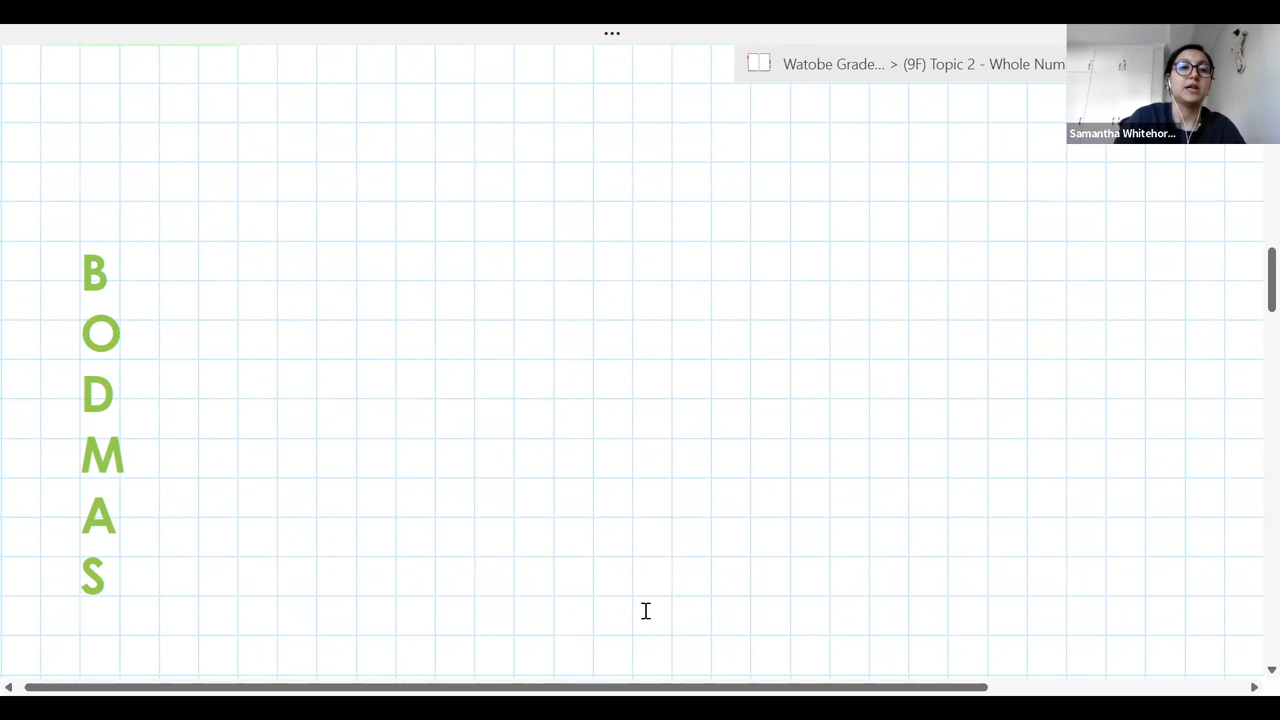 Watobe Grade... > (9F) Topic 2 - Whole Num
Samantha Whitehor...
B
O
D
M
A
S